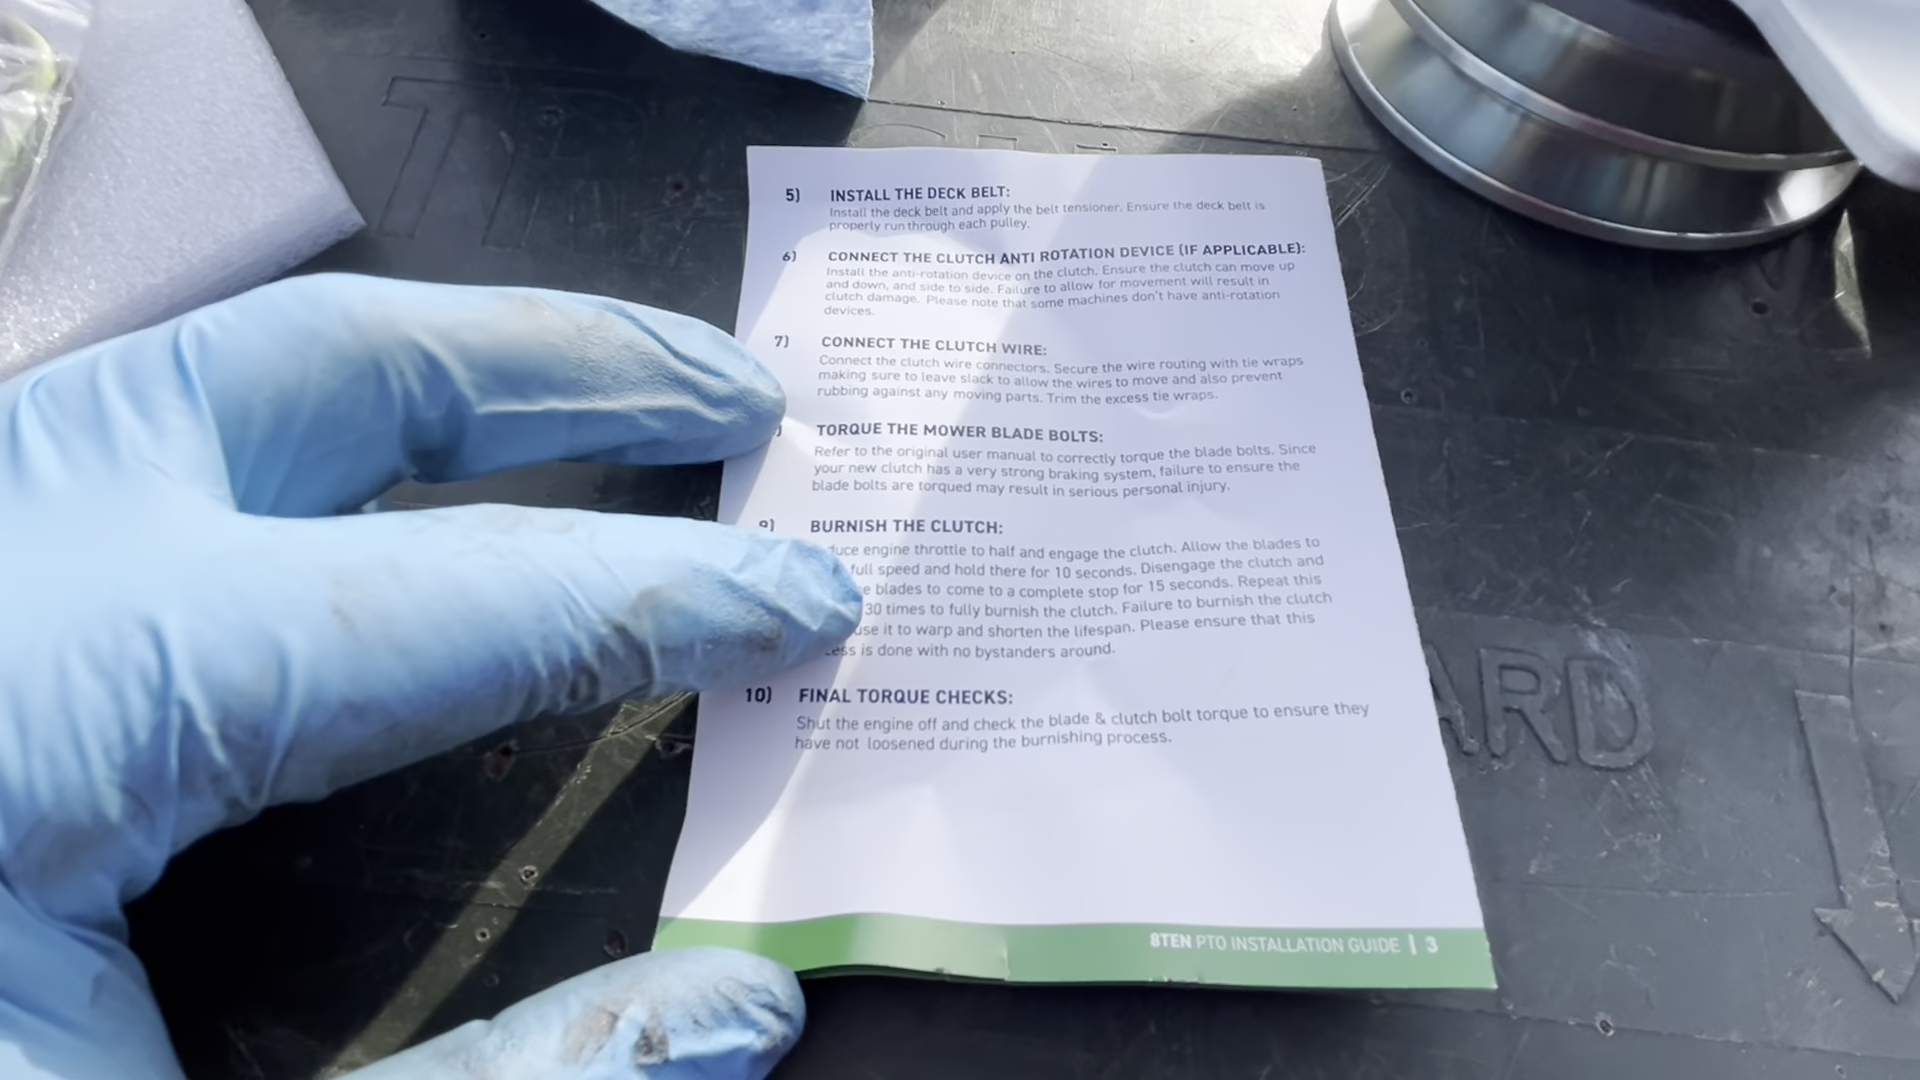 5) INSTALL THE DECK BELT:
Install the deck belt and apply the belt tensioner. Ensure the deck belt is
properly run through each pulley.
6) CONNECT THE CLUTCH ANTI ROTATION DEVICE (IF APPLICABLE):
Install the anti-rotation device on the clutch. Ensure the clutch can move up
and down, and side to side. Failure to allow for movement will result in
clutch damage. Please note that some machines don't have anti-rotation
devices.
7) CONNECT THE CLUTCH WIRE:
Connect the clutch wire connectors. Secure the wire routing with tie wraps
making sure to leave slack to allow the wires to move and also prevent
rubbing against any moving parts. Trim the excess tie wraps.
) TORQUE THE MOWER BLADE BOLTS:
Refer to the original user manual to correctly torque the blade bolts. Since
your new clutch has a very strong braking system, failure to ensure the
blade bolts are torqued may result in serious personal injury.
9) BURNISH THE CLUTCH:
engine throttle to half and engage the clutch. Allow the blades to
full speed and hold there for 10 seconds. Disengage the clutch and
blades to come to a complete stop for 15 seconds. Repeat this
30 times to fully burnish the clutch. Failure to burnish the clutch
it to warp and shorten the lifespan. Please ensure that this
is done with no bystanders around.
10) FINAL TORQUE CHECKS:
Shut the engine off and check the blade & clutch bolt torque to ensure they
have not loosened during the burnishing process.
8TEN PTO INSTALLATION GUIDE | 3
ARD